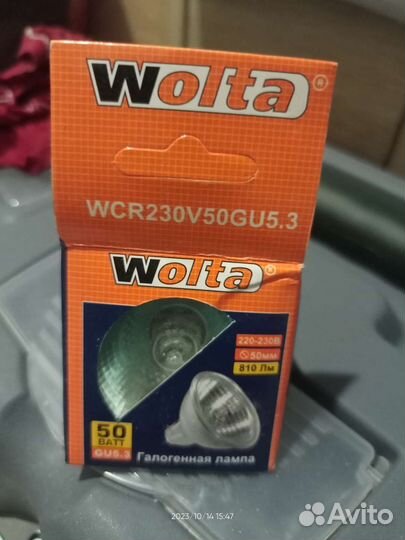 Wolta®
WCR230V50GU5.3
Wolta®
220-230В
50мм
810 Лм
50
ВАТТ
GU5.3
Галогенная лампа
2023/10/14 15:47
Avito